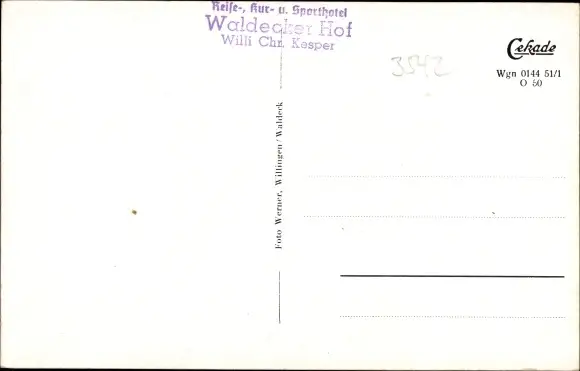 Reise-, Kur- u. Sporthotel
Waldecker Hof
Willi Chr. Kesper
3542
Cekade
Wgn 0144 51/1
O 50
Foto Werner, Willingen/Waldeck